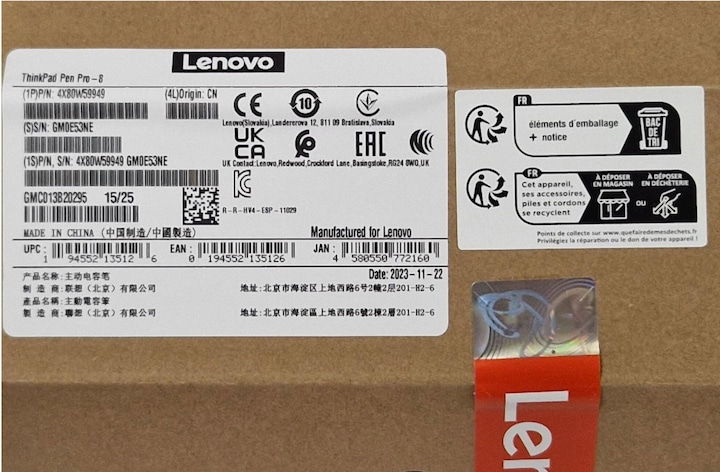 Lenovo
ThinkPad Pen Pro-8
(1P)P/N: 4X80W59949
(4L)Origin: CN
(S)S/N: GM0E53NE
(1S)P/N, S/N: 4X80W59949 GM0E53NE
GMC013B20295 15/25
CE
10
Lenovo(Slovakia),Landererova 12, 811 09 Bratislava,Slovakia
UK
CA
EAC
UK Contact:Lenovo,Redwood,Crockford Lane,Basingstoke,RG24 8WG,UK
R-R-HV4-ESP-11029
MADE IN CHINA (中国制造/中國製造)
Manufactured for Lenovo
UPC: 1 94552 13512 6
EAN: 0 194552 135126
JAN: 4 580550 772160
产品名称:主动电容笔
Date: 2023-11-22
制 造 商:联想（北京）有限公司
地址:北京市海淀区上地西路6号2幢2层201-H2-6
產品名稱:主動電容筆
製 造 商:聯想（北京）有限公司
地址:北京市海淀區上地西路6號2棟2層201-H2-6
FR
éléments d'emballage
+ notice
BAC
DE
TRI
FR
Cet appareil,
ses accessoires,
piles et cordons
se recyclent
À DÉPOSER
EN MAGASIN
OU
À DÉPOSER
EN DÉCHÈTERIE
Points de collecte sur www.quefairedemesdechets.fr
Privilégiez la réparation ou le don de votre appareil !
Len